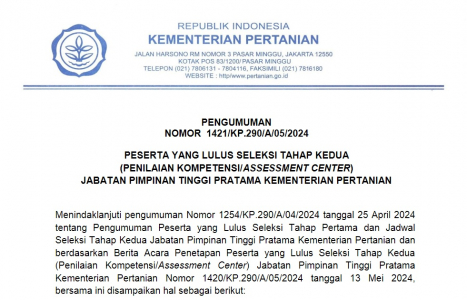 REPUBLIK INDONESIA
KEMENTERIAN PERTANIAN
JALAN HARSONO RM NOMOR 3 PASAR MINGGU, JAKARTA 12550
KOTAK POS 83/1200/PASAR MINGGU
TELEPON (021) 7806131 - 7804116, FAKSIMILI (021) 7816180
WEBSITE : http/www.pertanian.go.id
PENGUMUMAN
NOMOR 1421/KP.290/A/05/2024
PESERTA YANG LULUS SELEKSI TAHAP KEDUA
(PENILAIAN KOMPETENSI/ASSESSMENT CENTER)
JABATAN PIMPINAN TINGGI PRATAMA KEMENTERIAN PERTANIAN
Menindaklanjuti pengumuman Nomor 1254/KP.290/A/04/2024 tanggal 25 April 2024
tentang Pengumuman Peserta yang Lulus Seleksi Tahap Pertama dan Jadwal
Seleksi Tahap Kedua Jabatan Pimpinan Tinggi Pratama Kementerian Pertanian dan
berdasarkan Berita Acara Penetapan Peserta yang Lulus Seleksi Tahap Kedua
(Penilaian Kompetensi/Assessment Center) Jabatan Pimpinan Tinggi Pratama
Kementerian Pertanian Nomor 1420/KP.290/A/05/2024 tanggal 13 Mei 2024,
bersama ini disampaikan hal sebagai berikut: